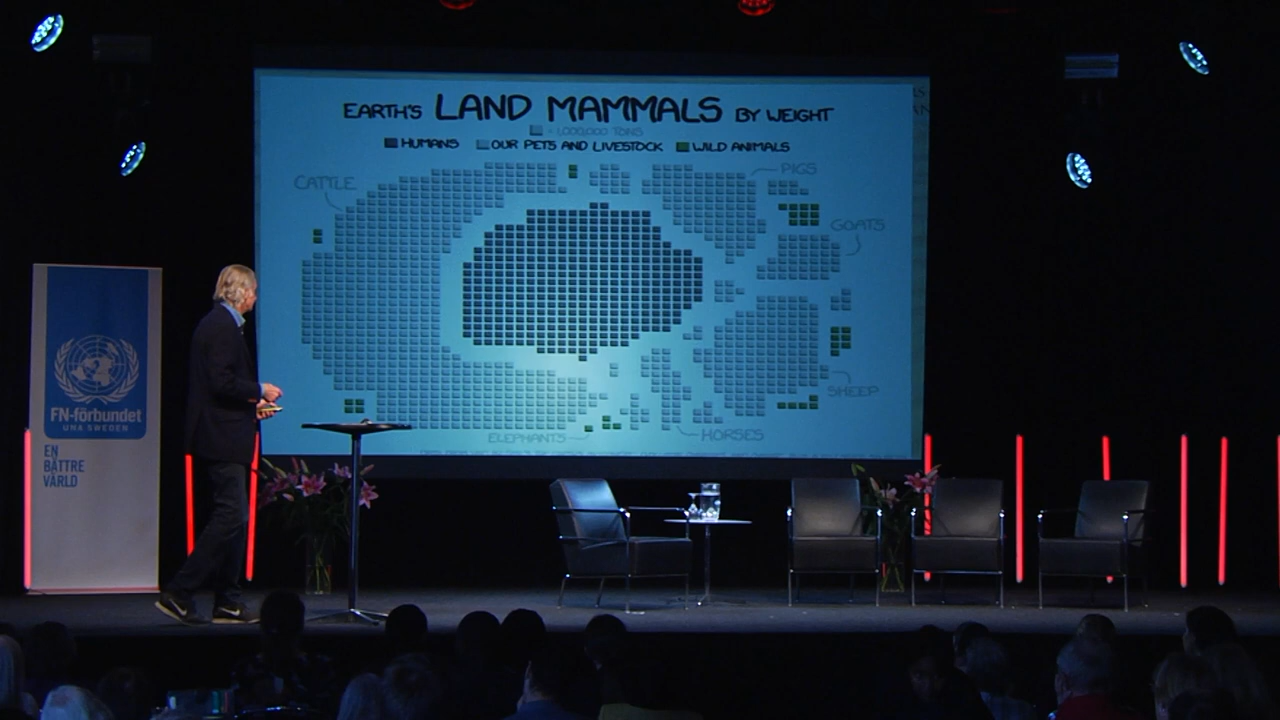 EARTH'S LAND MAMMALS BY WEIGHT
= 1,000,000 TONS
HUMANS OUR PETS AND LIVESTOCK WILD ANIMALS
CATTLE
PIGS
GOATS
SHEEP
HORSES
ELEPHANTS
FN-förbundet
UNA SWEDEN
EN
BÄTTRE
VÄRLD